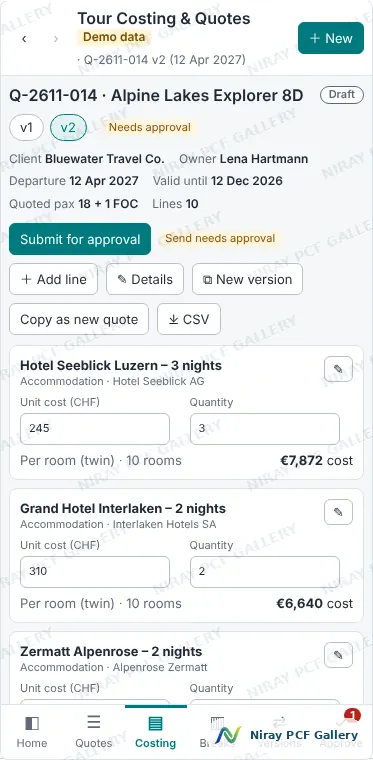 Tour Costing & Quotes
Demo data
· Q-2611-014 v2 (12 Apr 2027)
+ New
Q-2611-014 · Alpine Lakes Explorer 8D
Draft
v1
v2
Needs approval
Client Bluewater Travel Co. Owner Lena Hartmann
Departure 12 Apr 2027 Valid until 12 Dec 2026
Quoted pax 18 + 1 FOC Lines 10
Submit for approval
Send needs approval
+ Add line
✎ Details
⧉ New version
Copy as new quote
CSV
Hotel Seeblick Luzern – 3 nights
✎
Accommodation · Hotel Seeblick AG
Unit cost (CHF) Quantity
245 3
Per room (twin) · 10 rooms €7,872 cost
Grand Hotel Interlaken – 2 nights
✎
Accommodation · Interlaken Hotels SA
Unit cost (CHF) Quantity
310 2
Per room (twin) · 10 rooms €6,640 cost
Zermatt Alpenrose – 2 nights
✎
Accommodation · Alpenrose Zermatt
Unit cost (CHF) Quantity
1
Home Quotes Costing Versions Approve
Niray PCF Gallery
NIRAY PCF GALLERY